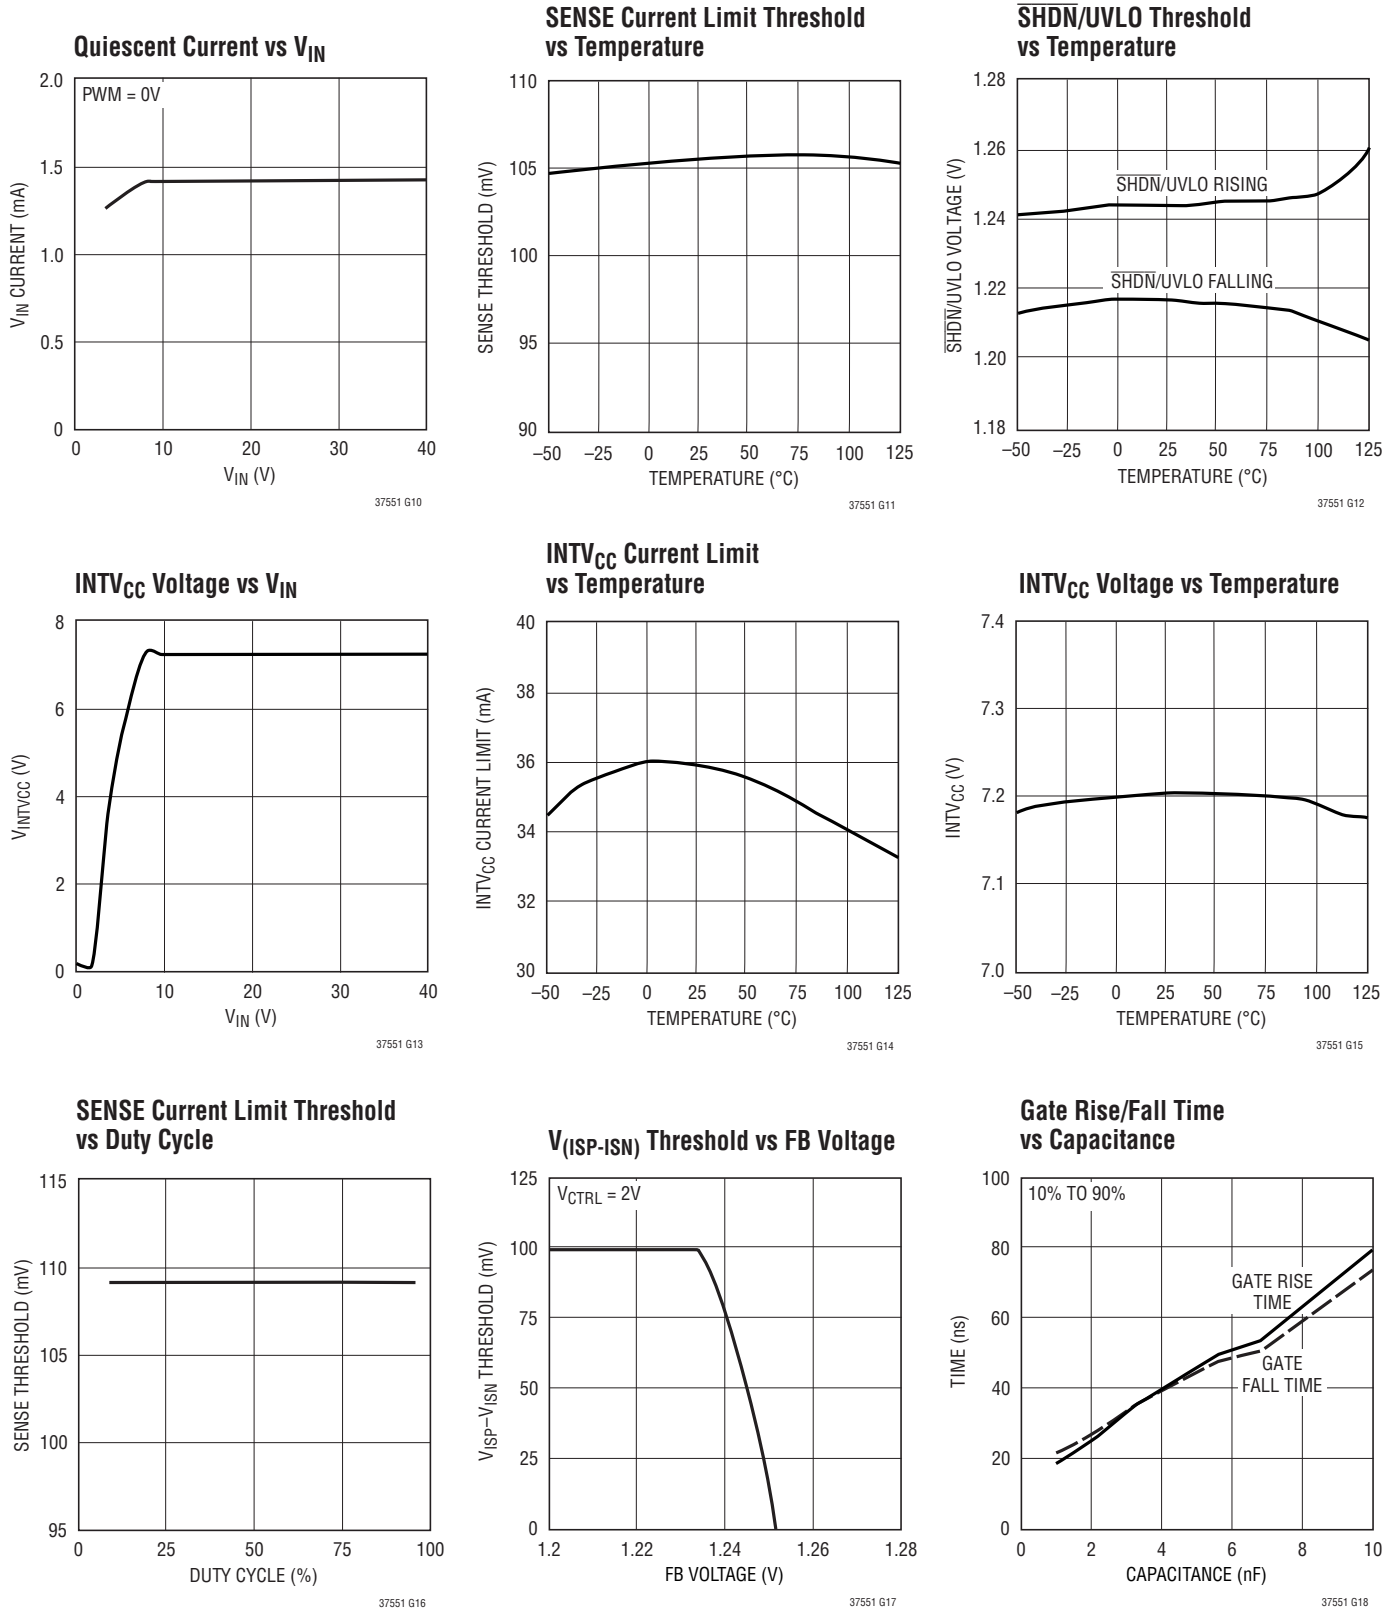 Quiescent Current vs VIN
2.0
1.5
1.0
0.5
0
PWM = 0V
VIN CURRENT (mA)
0 10 20 30 40
VIN (V)
37551 G10
SENSE Current Limit Threshold
vs Temperature
110
105
100
95
90
SENSE THRESHOLD (mV)
–50 –25 0 25 50 75 100 125
TEMPERATURE (°C)
37551 G11
SHDN/UVLO Threshold
vs Temperature
1.28
1.26
1.24
1.22
1.20
1.18
SHDN/UVLO VOLTAGE (V)
SHDN/UVLO RISING
SHDN/UVLO FALLING
–50 –25 0 25 50 75 100 125
TEMPERATURE (°C)
37551 G12
INTVCC Voltage vs VIN
8
6
4
2
0
VINTVCC (V)
0 10 20 30 40
VIN (V)
37551 G13
INTVCC Current Limit
vs Temperature
40
38
36
34
32
30
INTVCC CURRENT LIMIT (mA)
–50 –25 0 25 50 75 100 125
TEMPERATURE (°C)
37551 G14
INTVCC Voltage vs Temperature
7.4
7.3
7.2
7.1
7.0
INTVCC (V)
–50 –25 0 25 50 75 100 125
TEMPERATURE (°C)
37551 G15
SENSE Current Limit Threshold
vs Duty Cycle
115
110
105
100
95
SENSE THRESHOLD (mV)
0 25 50 75 100
DUTY CYCLE (%)
37551 G16
V(ISP-ISN) Threshold vs FB Voltage
125
100
75
50
25
0
VCTRL = 2V
VISP–VISN THRESHOLD (mV)
1.2 1.22 1.24 1.26 1.28
FB VOLTAGE (V)
37551 G17
Gate Rise/Fall Time
vs Capacitance
100
80
60
40
20
0
10% TO 90%
TIME (ns)
GATE RISE
TIME
GATE
FALL TIME
0 2 4 6 8 10
CAPACITANCE (nF)
37551 G18